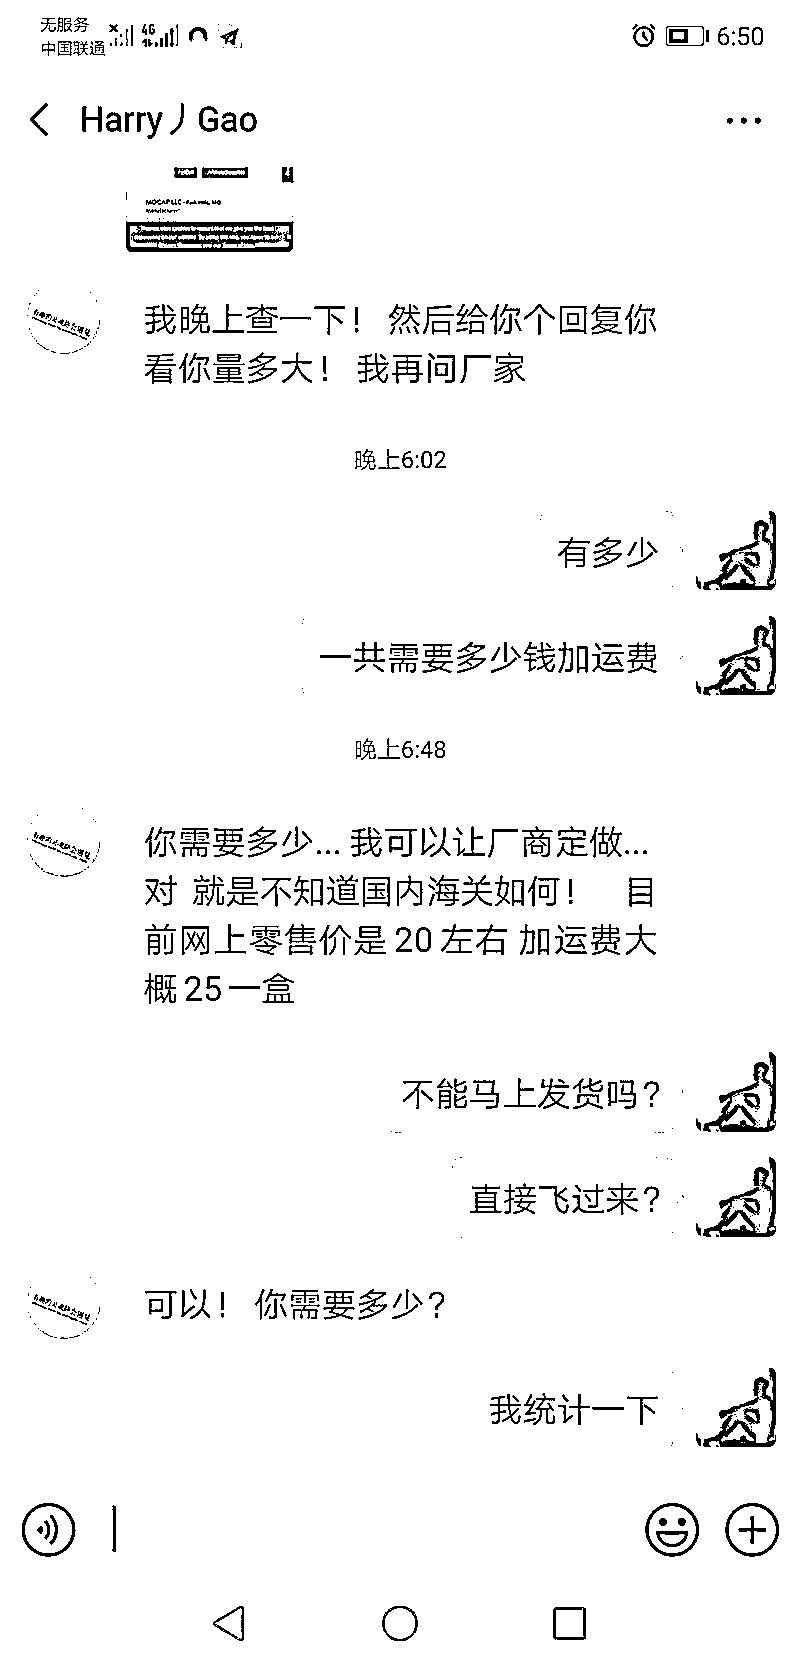 无服务
4G
6:50
中国联通
Harry丿Gao
MOCAP LLC
我晚上查一下！ 然后给你个回复你
看你量多大！ 我再问厂家
晚上6:02
有多少
一共需要多少钱加运费
晚上6:48
你需要多少... 我可以让厂商定做...
对 就是不知道国内海关如何！ 目
前网上零售价是 20 左右 加运费大
概 25 一盒
不能马上发货吗？
直接飞过来？
可以！ 你需要多少？
我统计一下